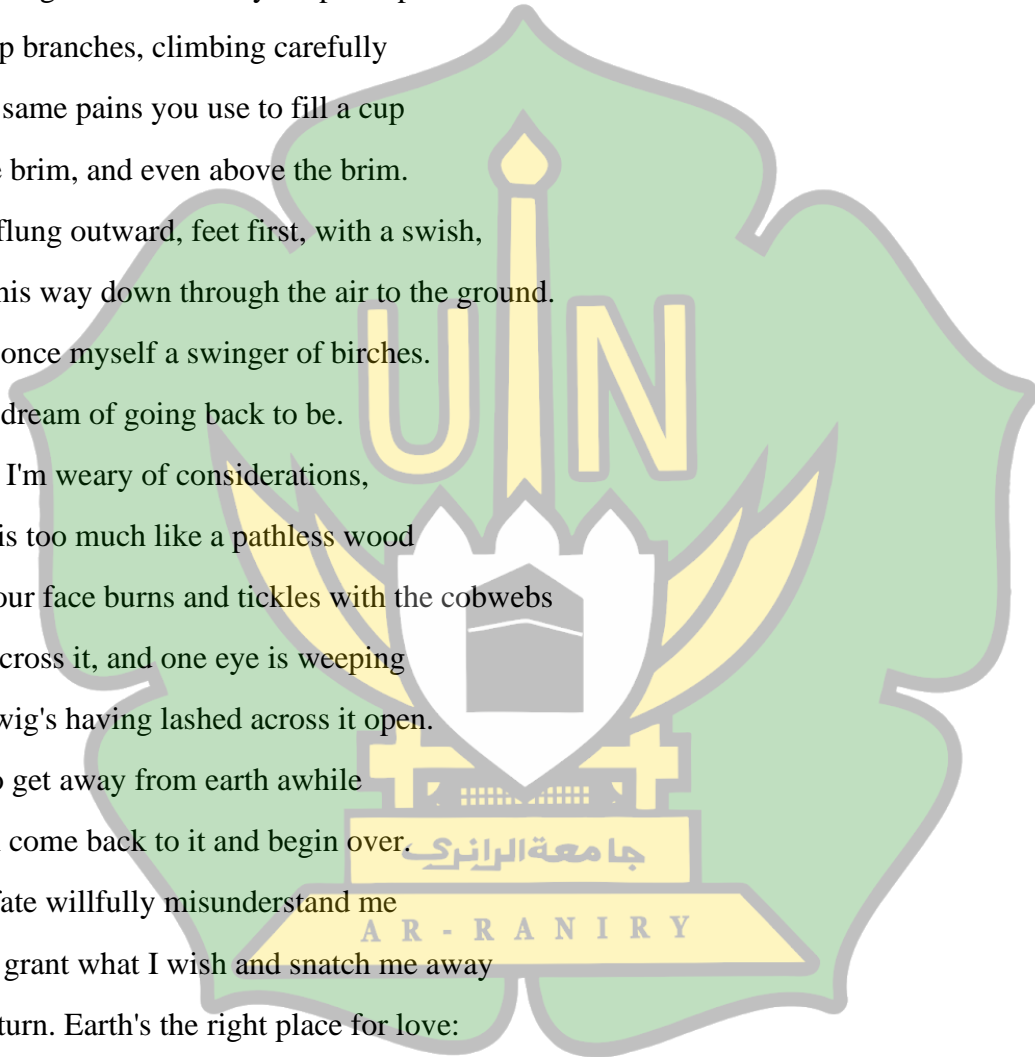 p branches, climbing carefully
same pains you use to fill a cup
brim, and even above the brim.
flung outward, feet first, with a swish,
his way down through the air to the ground.
once myself a swinger of birches.
dream of going back to be.
I'm weary of considerations,
is too much like a pathless wood
our face burns and tickles with the cobwebs
cross it, and one eye is weeping
wig's having lashed across it open.
get away from earth awhile
come back to it and begin over.
fate willfully misunderstand me
grant what I wish and snatch me away
turn. Earth's the right place for love:
UIN
جامعة الرانري
AR-RANIRY